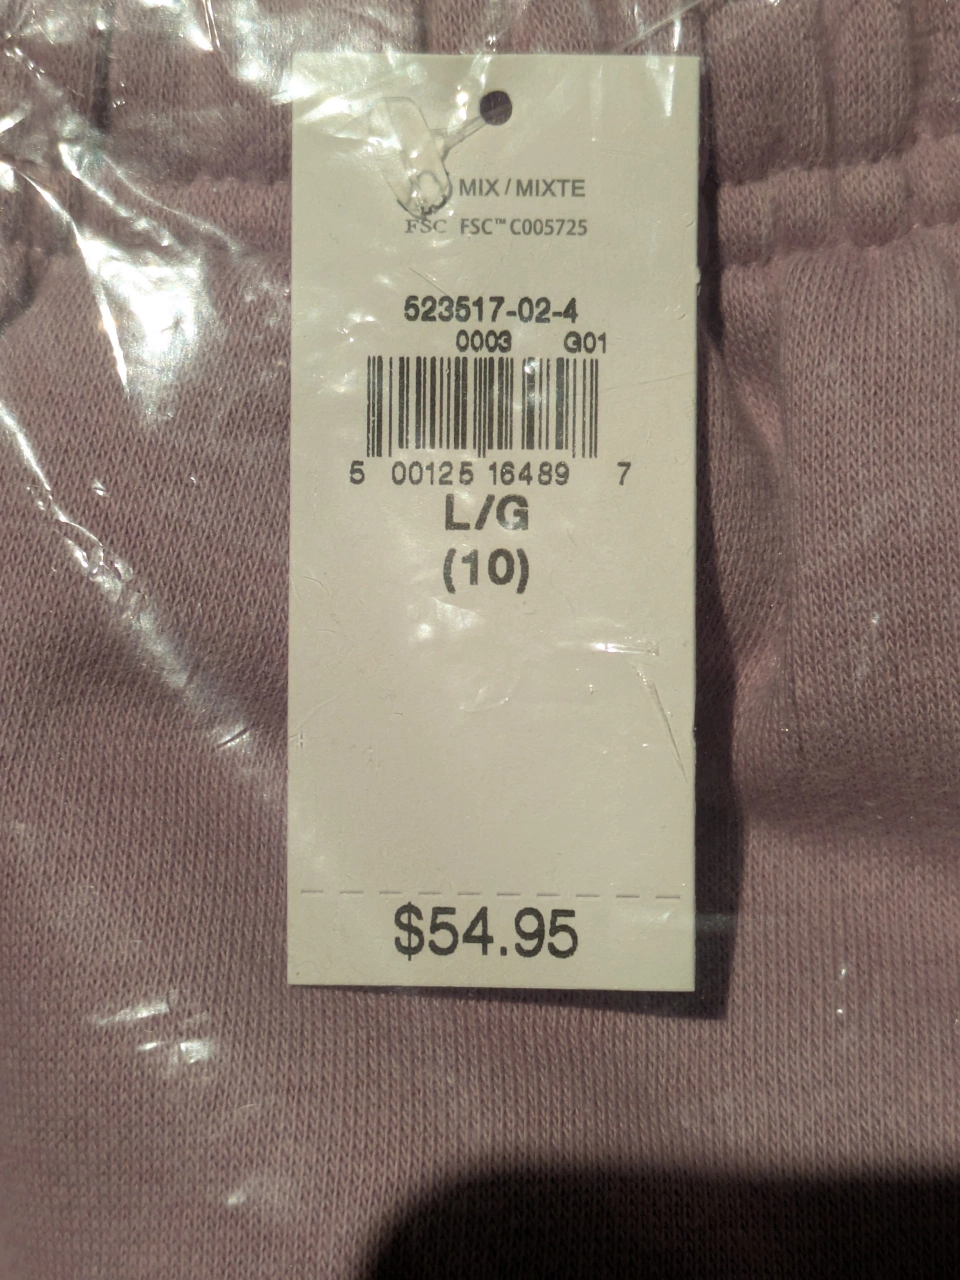 MIX / MIXTE
FSC FSC™ C005725
523517-02-4
0003 G01
5 00125 16489 7
L/G
(10)
$54.95